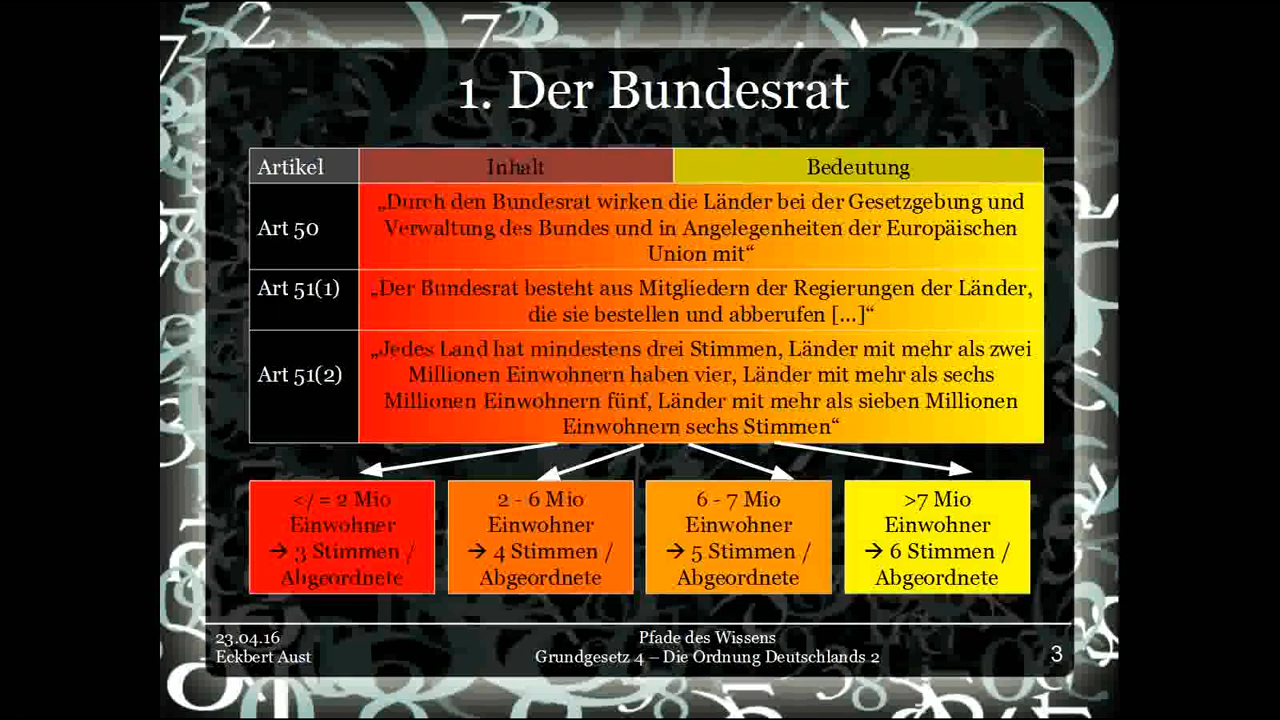 1. Der Bundesrat
Artikel Inhalt Bedeutung
Art 50
„Durch den Bundesrat wirken die Länder bei der Gesetzgebung und
Verwaltung des Bundes und in Angelegenheiten der Europäischen
Union mit“
Art 51(1)
„Der Bundesrat besteht aus Mitgliedern der Regierungen der Länder,
die sie bestellen und abberufen [...]“
Art 51(2)
„Jedes Land hat mindestens drei Stimmen, Länder mit mehr als zwei
Millionen Einwohnern haben vier, Länder mit mehr als sechs
Millionen Einwohnern fünf, Länder mit mehr als sieben Millionen
Einwohnern sechs Stimmen“
</= 2 Mio
Einwohner
→ 3 Stimmen /
Abgeordnete
2 - 6 Mio
Einwohner
→ 4 Stimmen /
Abgeordnete
6 - 7 Mio
Einwohner
→ 5 Stimmen /
Abgeordnete
>7 Mio
Einwohner
→ 6 Stimmen /
Abgeordnete
23.04.16
Eckbert Aust
Pfade des Wissens
Grundgesetz 4 – Die Ordnung Deutschlands 2
3